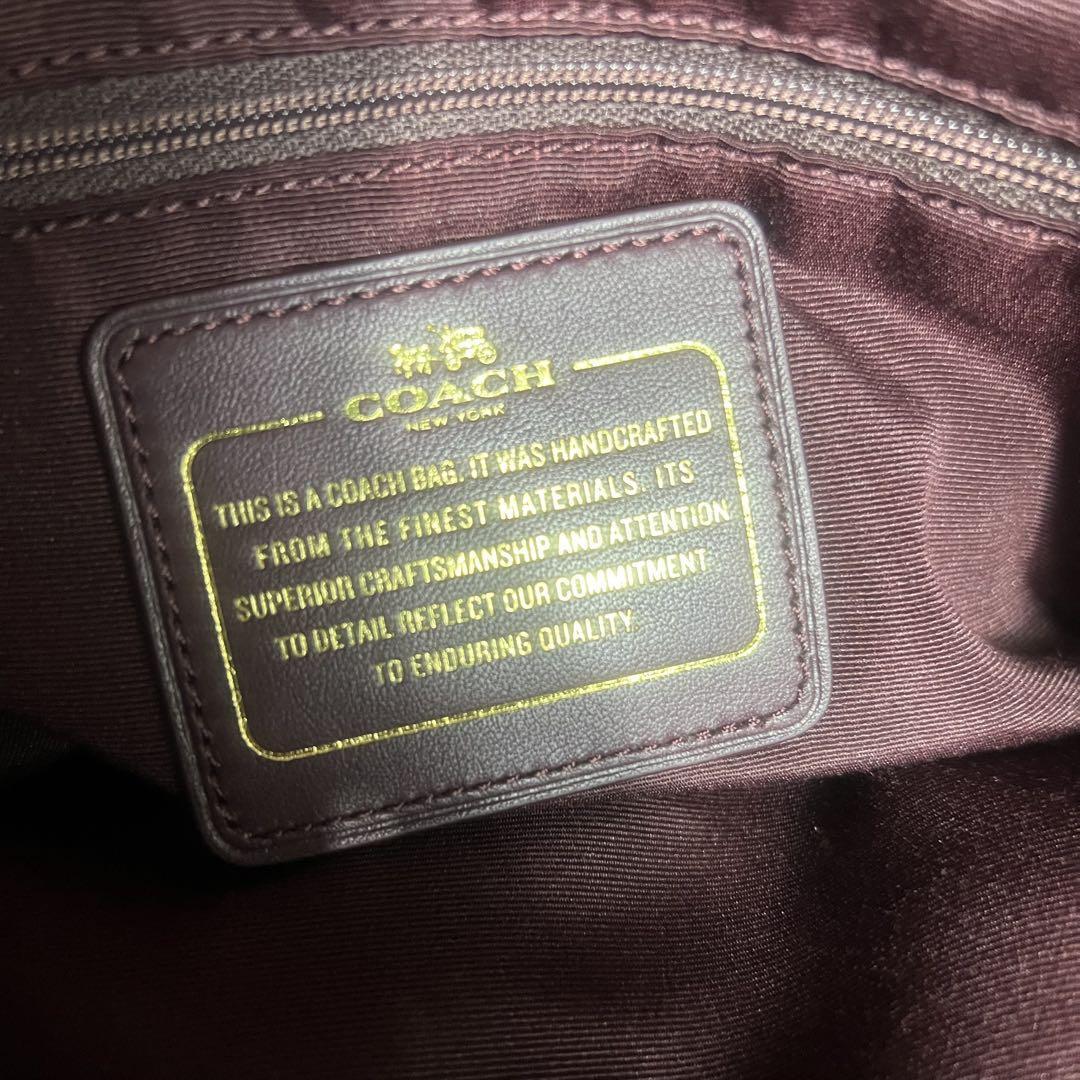 COACH
NEW YORK
THIS IS A COACH BAG. IT WAS HANDCRAFTED
FROM THE FINEST MATERIALS. ITS
SUPERIOR CRAFTSMANSHIP AND ATTENTION
TO DETAIL REFLECT OUR COMMITMENT
TO ENDURING QUALITY.